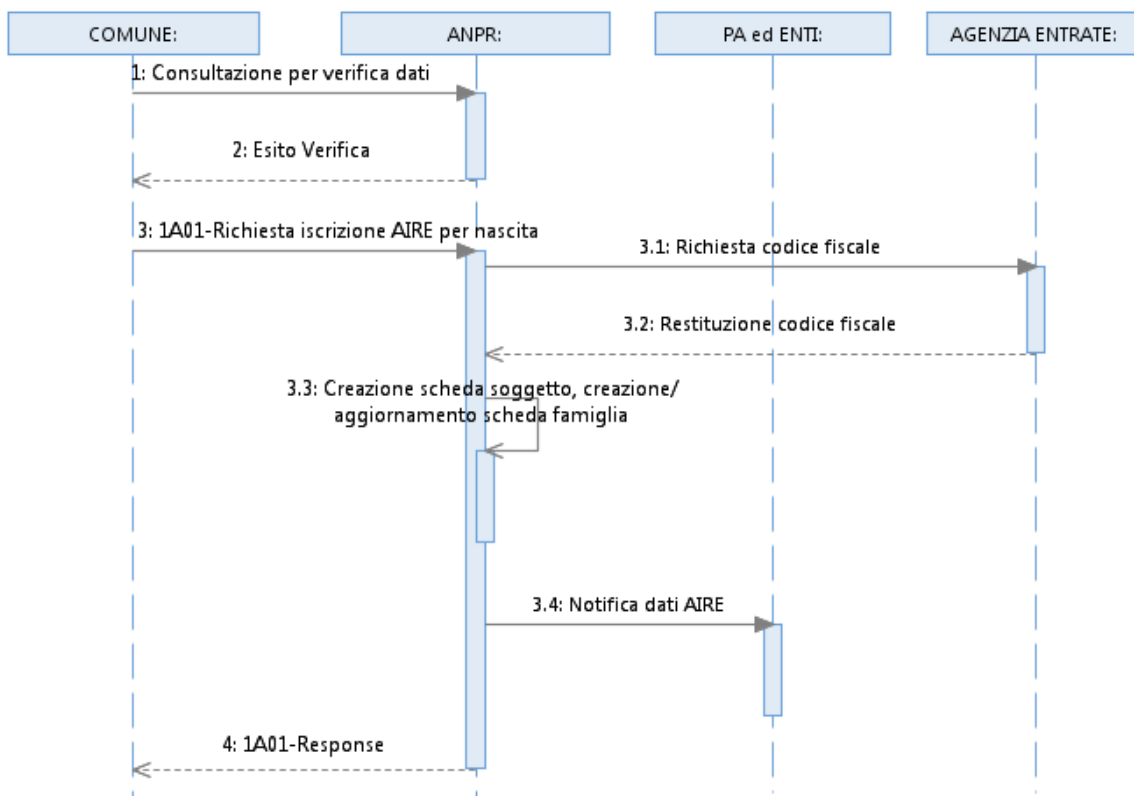 COMUNE:
ANPR:
PA ed ENTI:
AGENZIA ENTRATE:
1: Consultazione per verifica dati
2: Esito Verifica
3: 1A01-Richiesta iscrizione AIRE per nascita
3.1: Richiesta codice fiscale
3.2: Restituzione codice fiscale
3.3: Creazione scheda soggetto, creazione/
aggiornamento scheda famiglia
3.4: Notifica dati AIRE
4: 1A01-Response